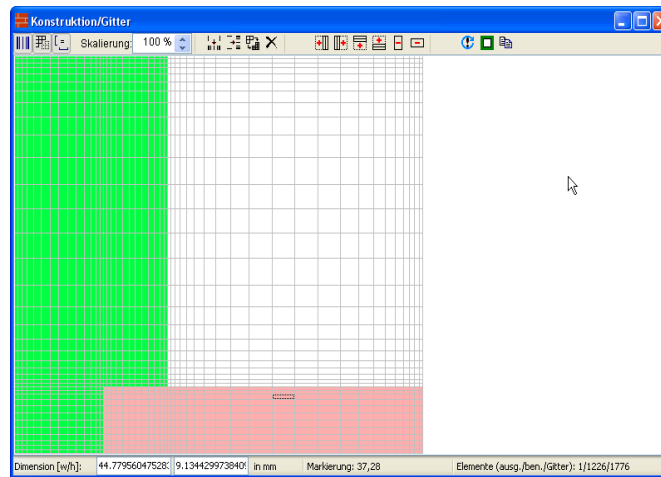 Konstruktion/Gitter
Skalierung: 100 %
Dimension [w/h]: 44.77956047528 9.1344299738409 in mm Markierung: 37,28 Elemente (ausg./ben./Gitter): 1/1226/1776